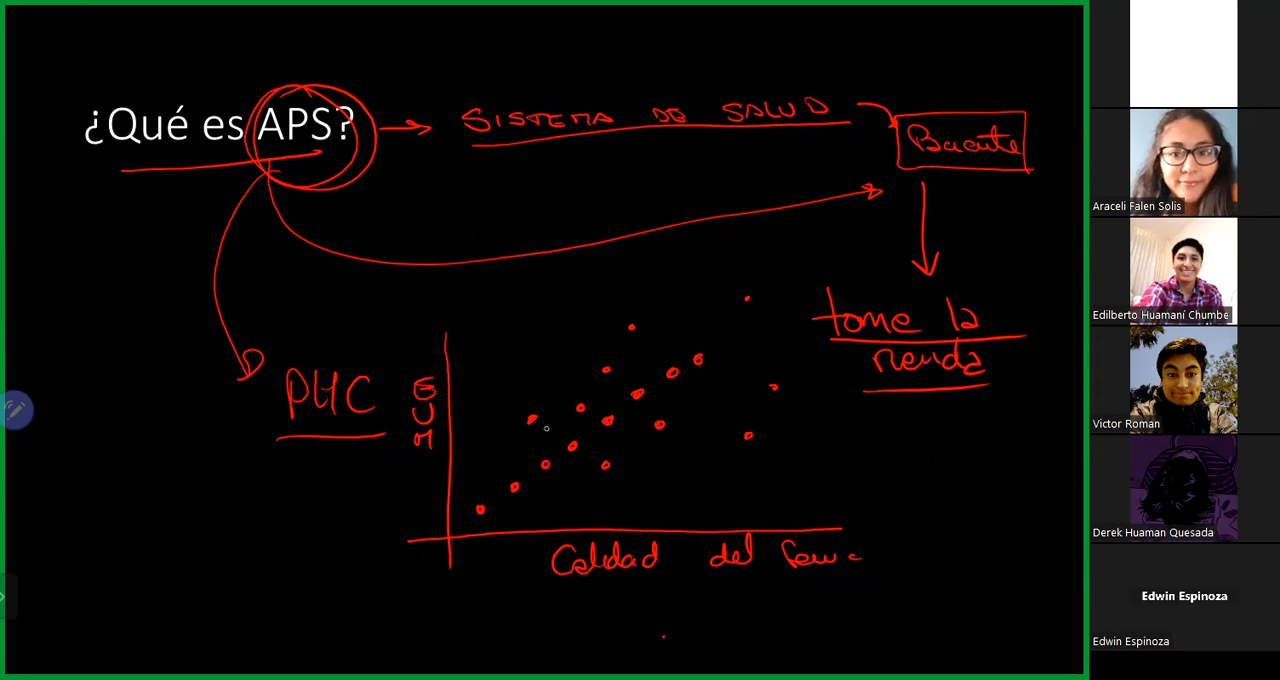 ¿Qué es APS?
SISTEMA DE SALUD
tome la
rienda
PHC
Calidad del
Araceli Falen Solis
Edilberto Huamaní Chumbe
Victor Roman
Derek Huaman Quesada
Edwin Espinoza
Edwin Espinoza